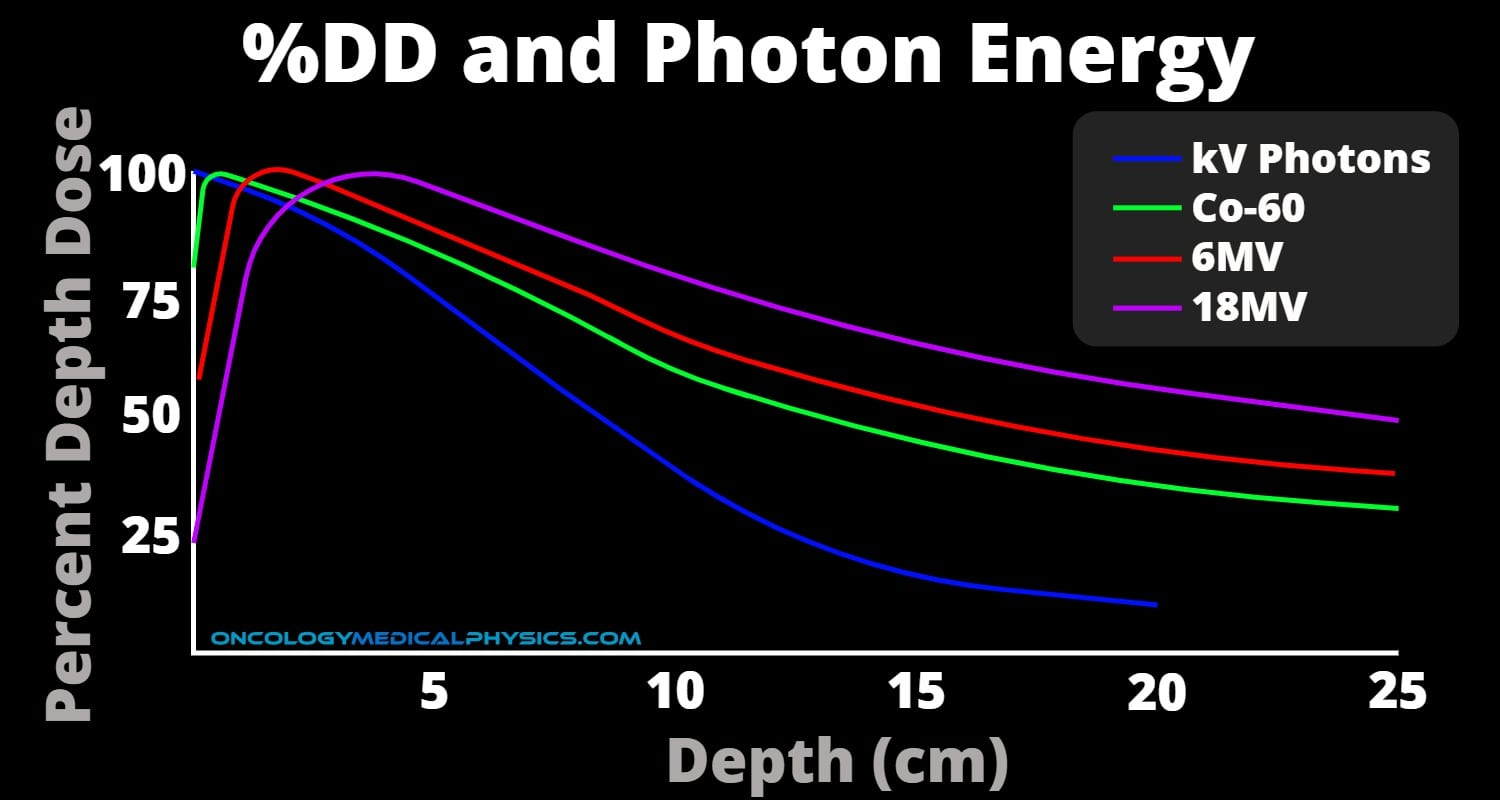 %DD and Photon Energy
Percent Depth Dose
100
75
50
25
kV Photons
Co-60
6MV
18MV
ONCOLOGYMEDICALPHYSICS.COM
5 10 15 20 25
Depth (cm)